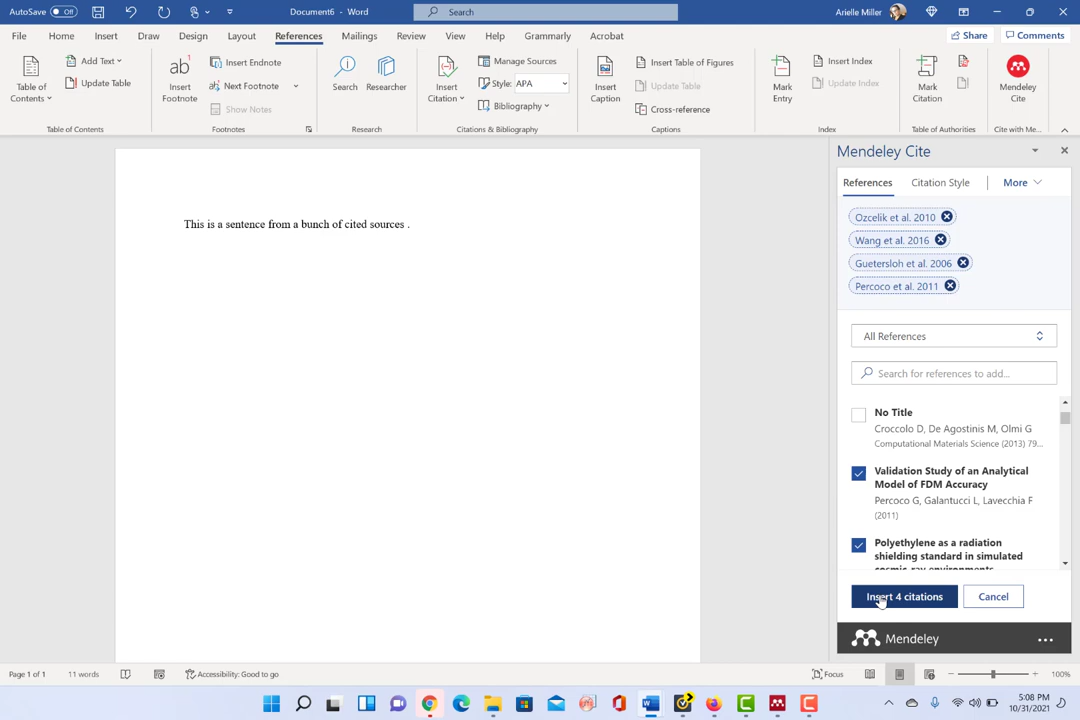 AutoSave Off Document6 - Word Search Arielle Miller
File Home Insert Draw Design Layout References Mailings Review View Help Grammarly Acrobat Share Comments
Table of Contents
Add Text
Update Table
Table of Contents
ab
Insert Footnote
Insert Endnote
Next Footnote
Show Notes
Footnotes
Search
Researcher
Research
Insert Citation
Manage Sources
Style: APA
Bibliography
Citations & Bibliography
Insert Caption
Insert Table of Figures
Update Table
Cross-reference
Captions
Mark Entry
Insert Index
Update Index
Index
Mark Citation
Table of Authorities
Mendeley Cite
Cite with Me...
This is a sentence from a bunch of cited sources .
Mendeley Cite
References Citation Style More
Ozcelik et al. 2010
Wang et al. 2016
Guetersloh et al. 2006
Percoco et al. 2011
All References
Search for references to add...
No Title
Croccolo D, De Agostinis M, Olmi G
Computational Materials Science (2013) 79...
Validation Study of an Analytical
Model of FDM Accuracy
Percoco G, Galantucci L, Lavecchia F
(2011)
Polyethylene as a radiation
shielding standard in simulated
cosmic-ray environments
Insert 4 citations Cancel
Mendeley
Page 1 of 1 11 words Accessibility: Good to go Focus 100%
5:08 PM
10/31/2021